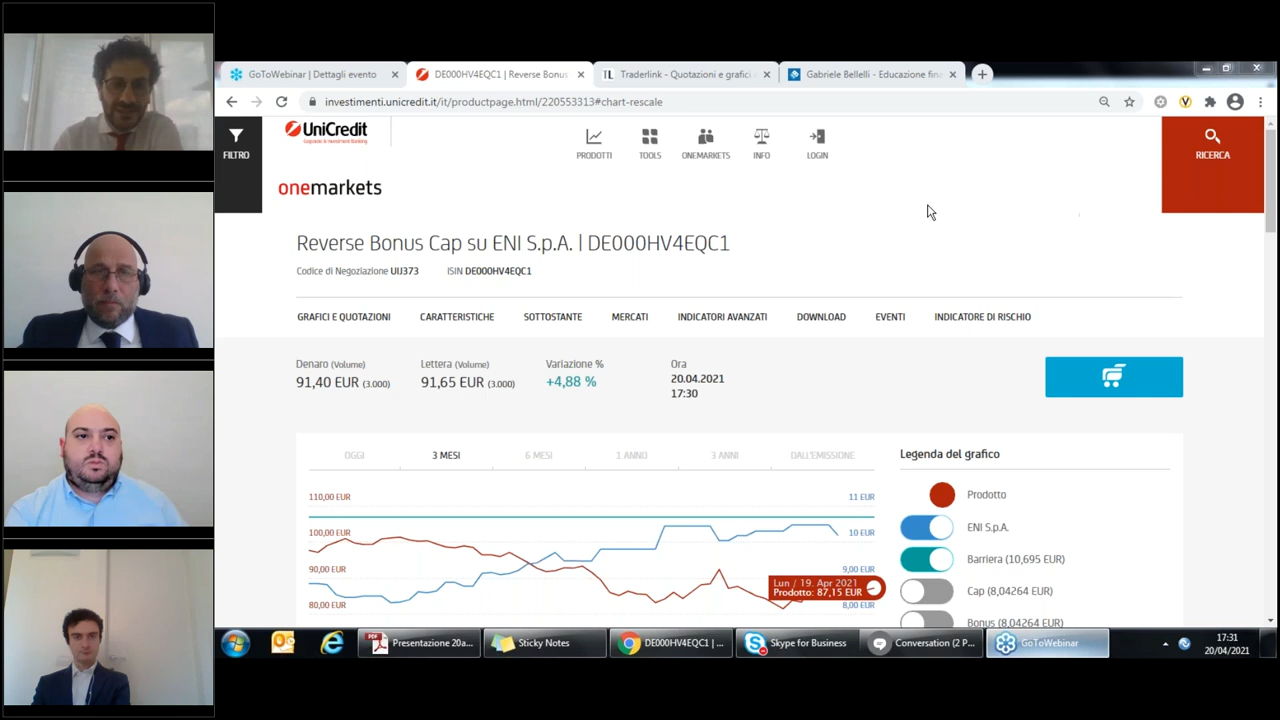 GoToWebinar | Dettagli evento
DE000HV4EQC1 | Reverse Bonus
TL Traderlink - Quotazioni e grafici
Gabriele Bellelli - Educazione fin
investimenti.unicredit.it/it/productpage.html/220553313#chart-rescale
FILTRO
UniCredit
Corporate & Investment Banking
PRODOTTI
TOOLS
ONEMARKETS
INFO
LOGIN
RICERCA
onemarkets
Reverse Bonus Cap su ENI S.p.A. | DE000HV4EQC1
Codice di Negoziazione UIJ373 ISIN DE000HV4EQC1
GRAFICI E QUOTAZIONI CARATTERISTICHE SOTTOSTANTE MERCATI INDICATORI AVANZATI DOWNLOAD EVENTI INDICATORE DI RISCHIO
Denaro (Volume)
91,40 EUR (3.000)
Lettera (Volume)
91,65 EUR (3.000)
Variazione %
+4,88 %
Ora
20.04.2021
17:30
OGGI 3 MESI 6 MESI 1 ANNO 3 ANNI DALL'EMISSIONE
110,00 EUR 11 EUR
100,00 EUR 10 EUR
90,00 EUR 9,00 EUR
80,00 EUR 8,00 EUR
Lun / 19. Apr 2021
Prodotto: 87,15 EUR
Legenda del grafico
Prodotto
ENI S.p.A.
Barriera (10,695 EUR)
Cap (8,04264 EUR)
Bonus (8,04264 EUR)
PDF Presentazione 20a...
Sticky Notes
DE000HV4EQC1 | ...
Skype for Business
Conversation (2 P...
GoToWebinar
17:31
20/04/2021